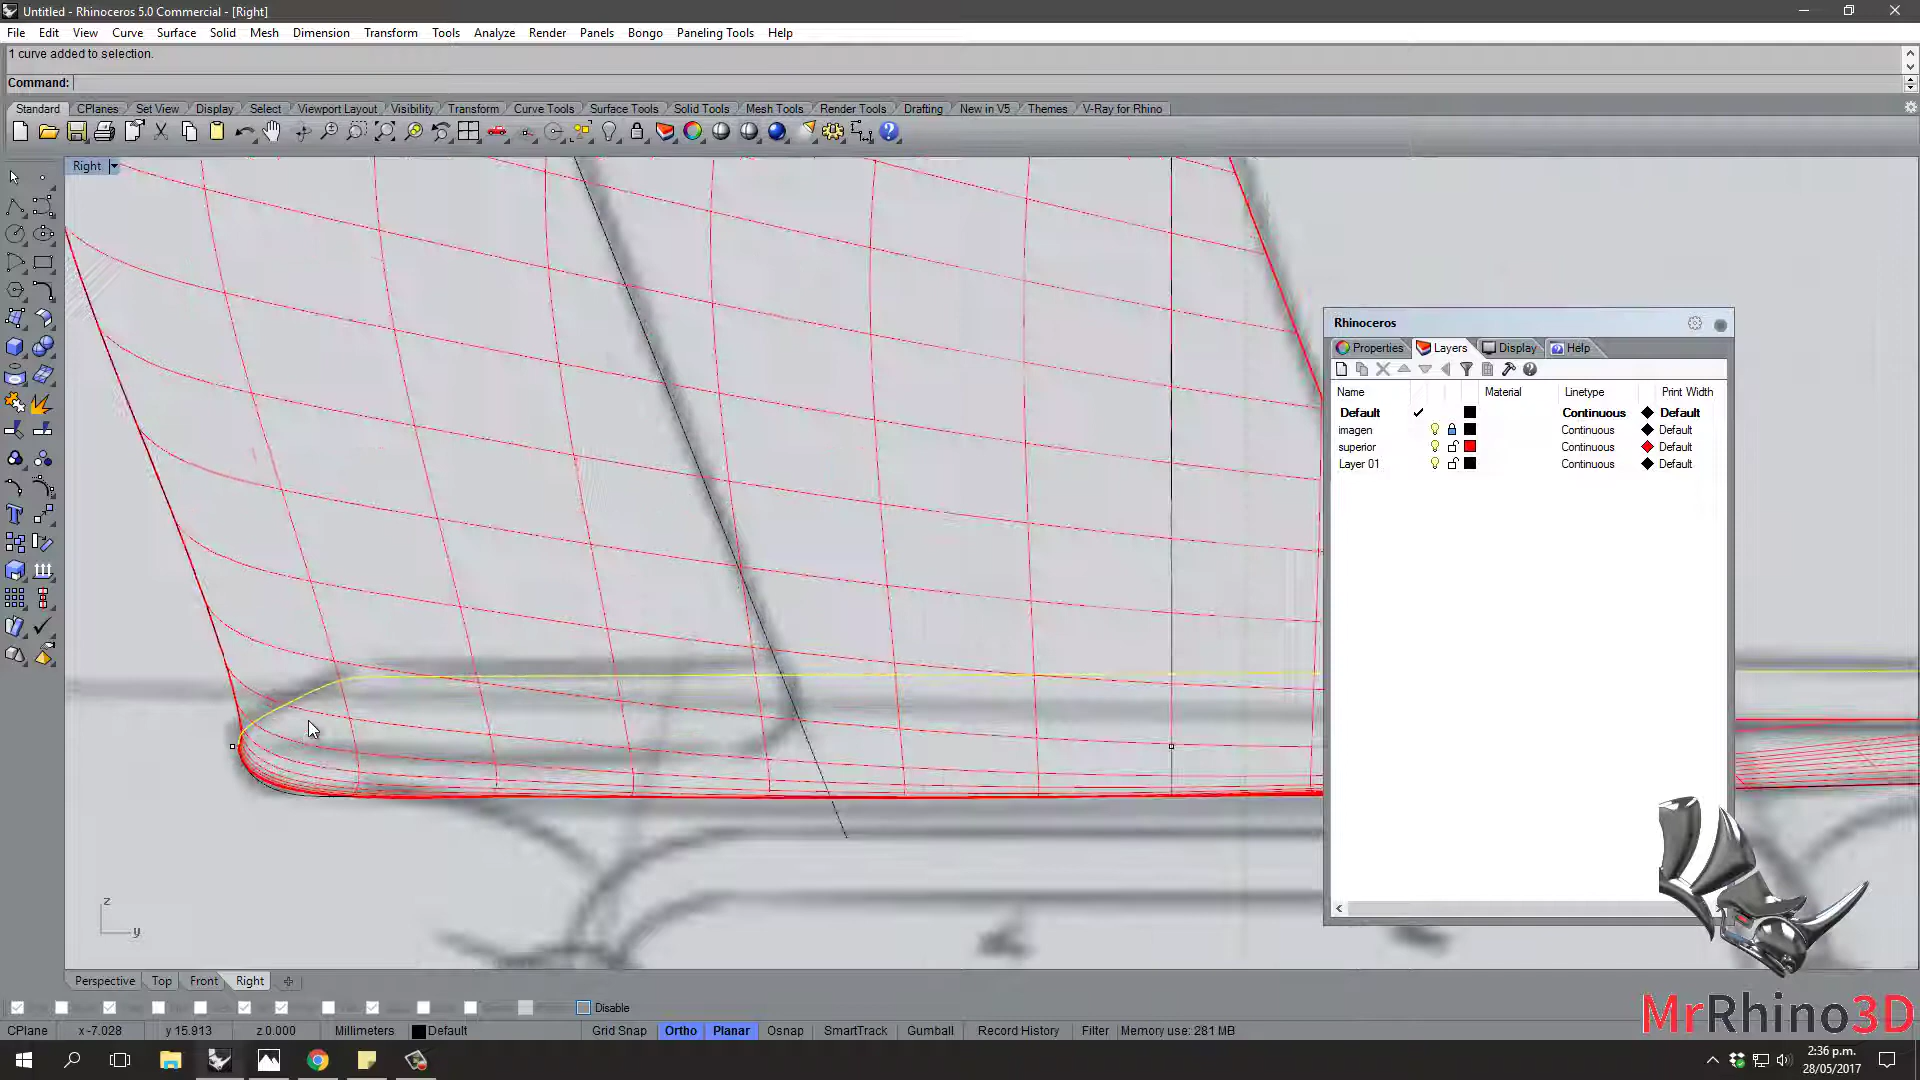 Untitled - Rhinoceros 5.0 Commercial - [Right]
File Edit View Curve Surface Solid Mesh Dimension Transform Tools Analyze Render Panels Bongo Paneling Tools Help
1 curve added to selection.
Command:
Standard CPlanes Set View Display Select Viewport Layout Visibility Transform Curve Tools Surface Tools Solid Tools Mesh Tools Render Tools Drafting New in V5 Themes V-Ray for Rhino
Right
Rhinoceros
Properties Layers Display Help
Name Material Linetype Print Width
Default Continuous Default
imagen Continuous Default
superior Continuous Default
Layer 01 Continuous Default
z
y
Perspective Top Front Right
Disable
MrRhino3D
CPlane x -7.028 y 15.913 z 0.000 Millimeters Default Grid Snap Ortho Planar Osnap SmartTrack Gumball Record History Filter Memory use: 281 MB
2:36 p.m.
28/05/2017